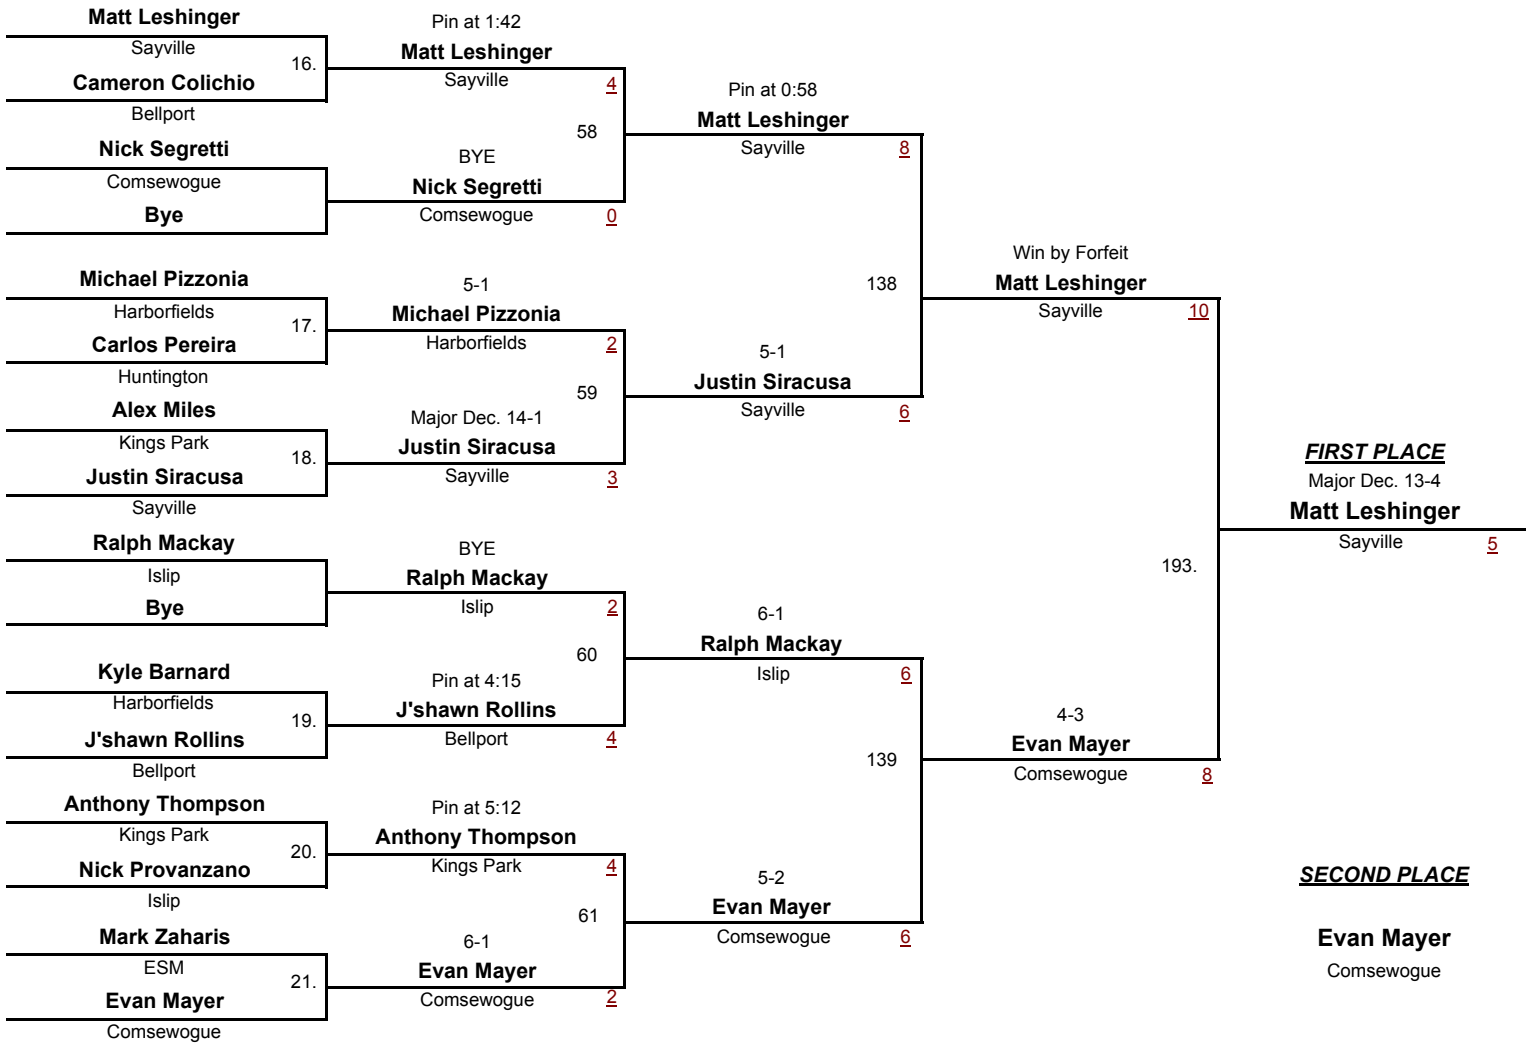 Matt Leshinger
Sayville
16.
Cameron Colichio
Bellport
Nick Segretti
Comsewogue
Bye
Michael Pizzonia
Harborfields
17.
Carlos Pereira
Huntington
Alex Miles
Kings Park
18.
Justin Siracusa
Sayville
Ralph Mackay
Islip
Bye
Kyle Barnard
Harborfields
19.
J'shawn Rollins
Bellport
Anthony Thompson
Kings Park
20.
Nick Provanzano
Islip
Mark Zaharis
ESM
21.
Evan Mayer
Comsewogue
Pin at 1:42
Matt Leshinger
Sayville 4
58
BYE
Nick Segretti
Comsewogue 0
5-1
Michael Pizzonia
Harborfields 2
59
Major Dec. 14-1
Justin Siracusa
Sayville 3
BYE
Ralph Mackay
Islip 2
60
Pin at 4:15
J'shawn Rollins
Bellport 4
Pin at 5:12
Anthony Thompson
Kings Park 4
61
6-1
Evan Mayer
Comsewogue 2
Pin at 0:58
Matt Leshinger
Sayville 8
138
5-1
Justin Siracusa
Sayville 6
6-1
Ralph Mackay
Islip 6
139
5-2
Evan Mayer
Comsewogue 6
Win by Forfeit
Matt Leshinger
Sayville 10
193.
4-3
Evan Mayer
Comsewogue 8
FIRST PLACE
Major Dec. 13-4
Matt Leshinger
Sayville 5
SECOND PLACE
Evan Mayer
Comsewogue